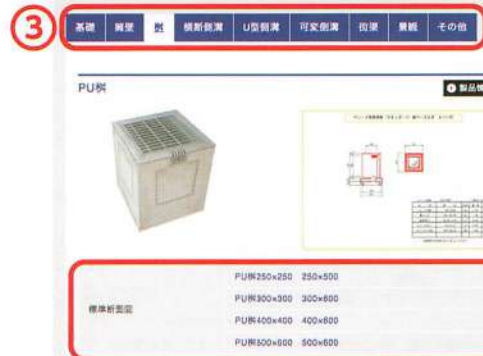 ③
基礎 擁壁 桝 横断側溝 U型側溝 可変側溝 街渠 景観 その他
PU桝
製品情
標準断面図
PU桝250×250 250×500
PU桝300×300 300×600
PU桝400×400 400×600
PU桝500×600 500×600